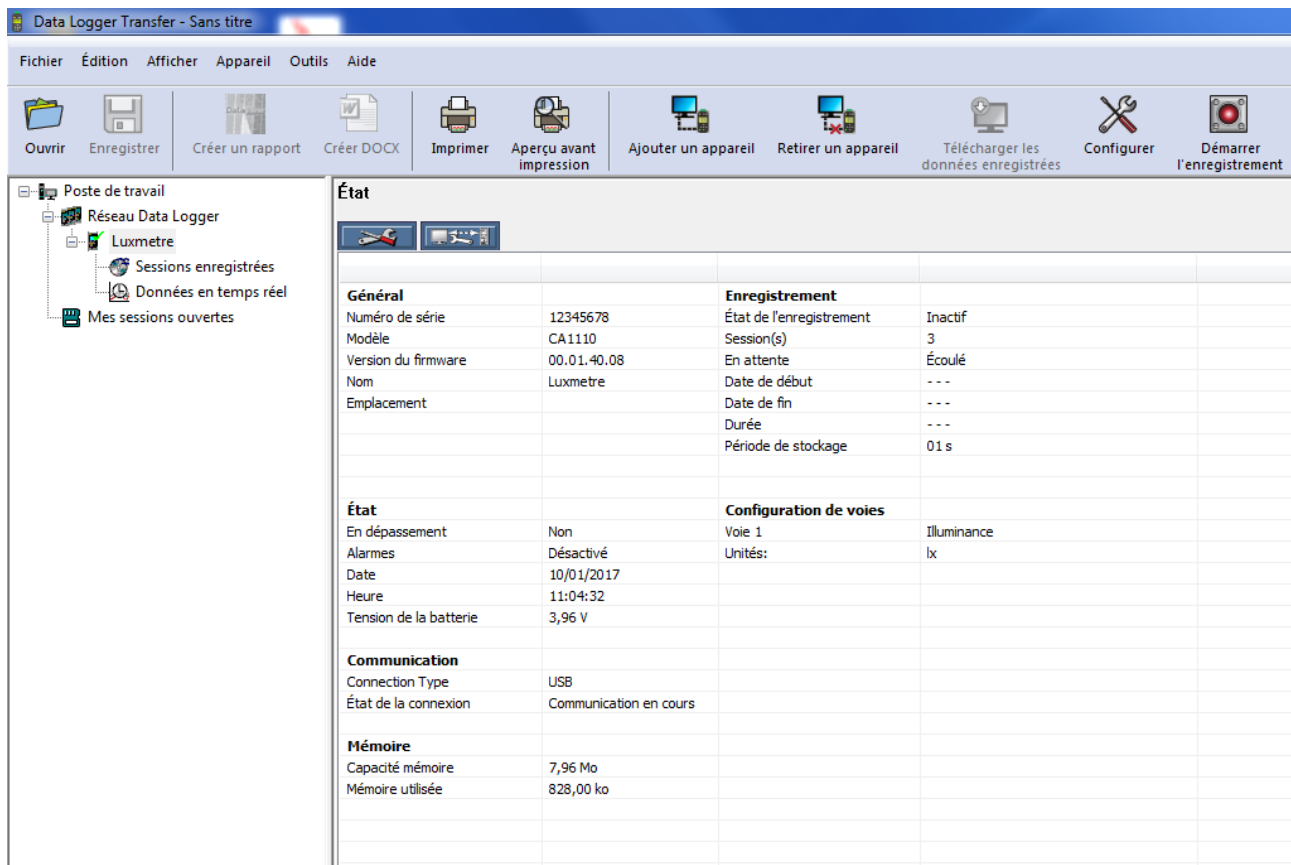 Data Logger Transfer - Sans titre
Fichier Édition Afficher Appareil Outils Aide
Ouvrir Enregistrer Créer un rapport Créer DOCX Imprimer Aperçu avant impression Ajouter un appareil Retirer un appareil Télécharger les données enregistrées Configurer Démarrer l'enregistrement
Poste de travail
Réseau Data Logger
Luxmetre
Sessions enregistrées
Données en temps réel
Mes sessions ouvertes
État
Général Enregistrement
Numéro de série 12345678 État de l'enregistrement Inactif
Modèle CA1110 Session(s) 3
Version du firmware 00.01.40.08 En attente Écoulé
Nom Luxmetre Date de début - - -
Emplacement Date de fin - - -
Durée - - -
Période de stockage 01 s
État Configuration de voies
En dépassement Non Voie 1 Illuminance
Alarmes Désactivé Unités: lx
Date 10/01/2017
Heure 11:04:32
Tension de la batterie 3,96 V
Communication
Connection Type USB
État de la connexion Communication en cours
Mémoire
Capacité mémoire 7,96 Mo
Mémoire utilisée 828,00 ko